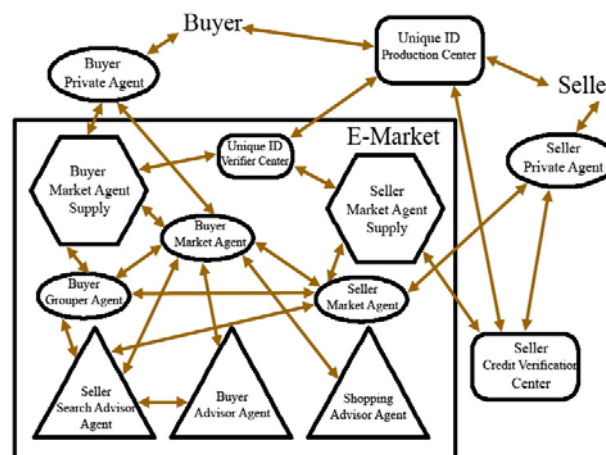 Buyer
Unique ID
Production Center
Buyer
Private Agent
Selle
E-Market
Unique ID
Verifier Center
Seller
Private Agent
Buyer
Market Agent
Supply
Seller
Market Agent
Supply
Buyer
Market Agent
Buyer
Grouper Agent
Seller
Market Agent
Seller
Search Advisor
Agent
Buyer
Advisor Agent
Shopping
Advisor Agent
Seller
Credit Verification
Center